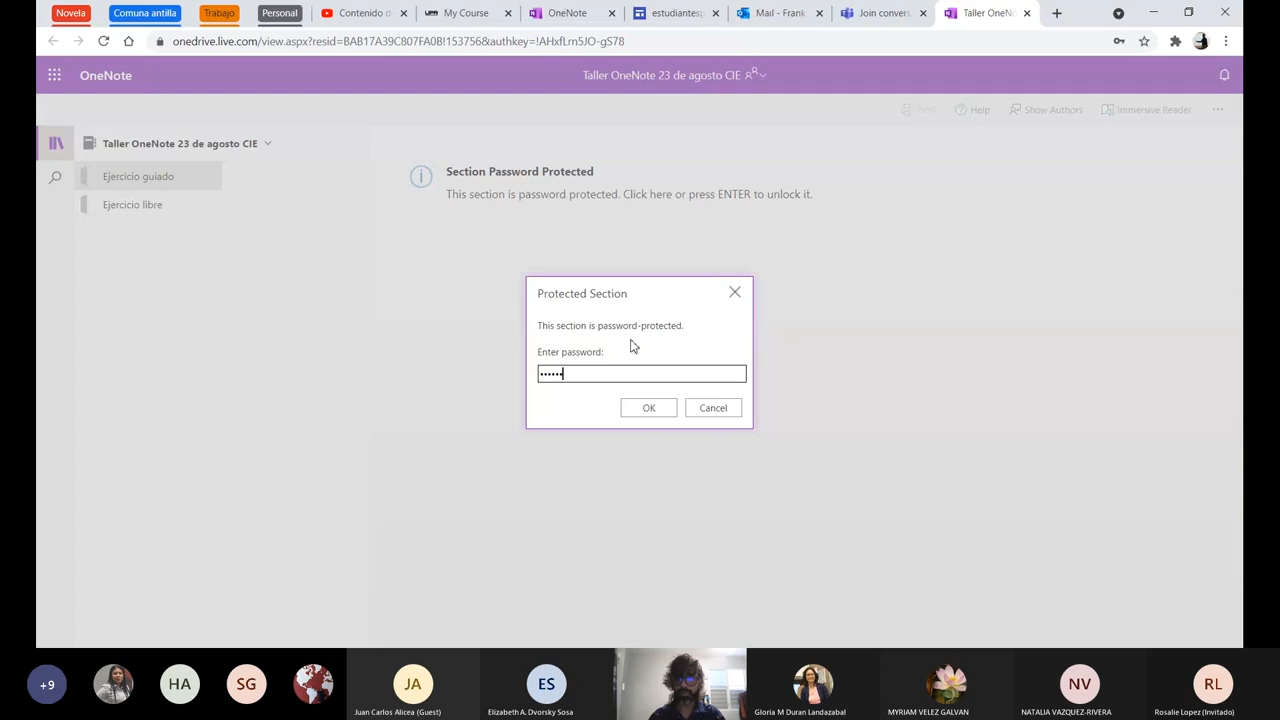 Novela
Comuna antilla
Trabajo
Personal
Contenido d
My Course
OneNote
estudiantes
Mail - Frank
Join convers
Taller OneNo
onedrive.live.com/view.aspx?resid=BAB17A39C807FA0B!153756&authkey=!AHxfLrn5JO-gS78
OneNote
Taller OneNote 23 de agosto CIE
Print
Help
Show Authors
Immersive Reader
Taller OneNote 23 de agosto CIE
Ejercicio guiado
Ejercicio libre
Section Password Protected
This section is password protected. Click here or press ENTER to unlock it.
Protected Section
This section is password-protected.
Enter password:
OK
Cancel
+9
HA
SG
JA
Juan Carlos Alicea (Guest)
ES
Elizabeth A. Dvorsky Sosa
Gloria M Duran Landazabal
MYRIAM VELEZ GALVAN
NV
NATALIA VAZQUEZ-RIVERA
RL
Rosalie Lopez (Invitado)